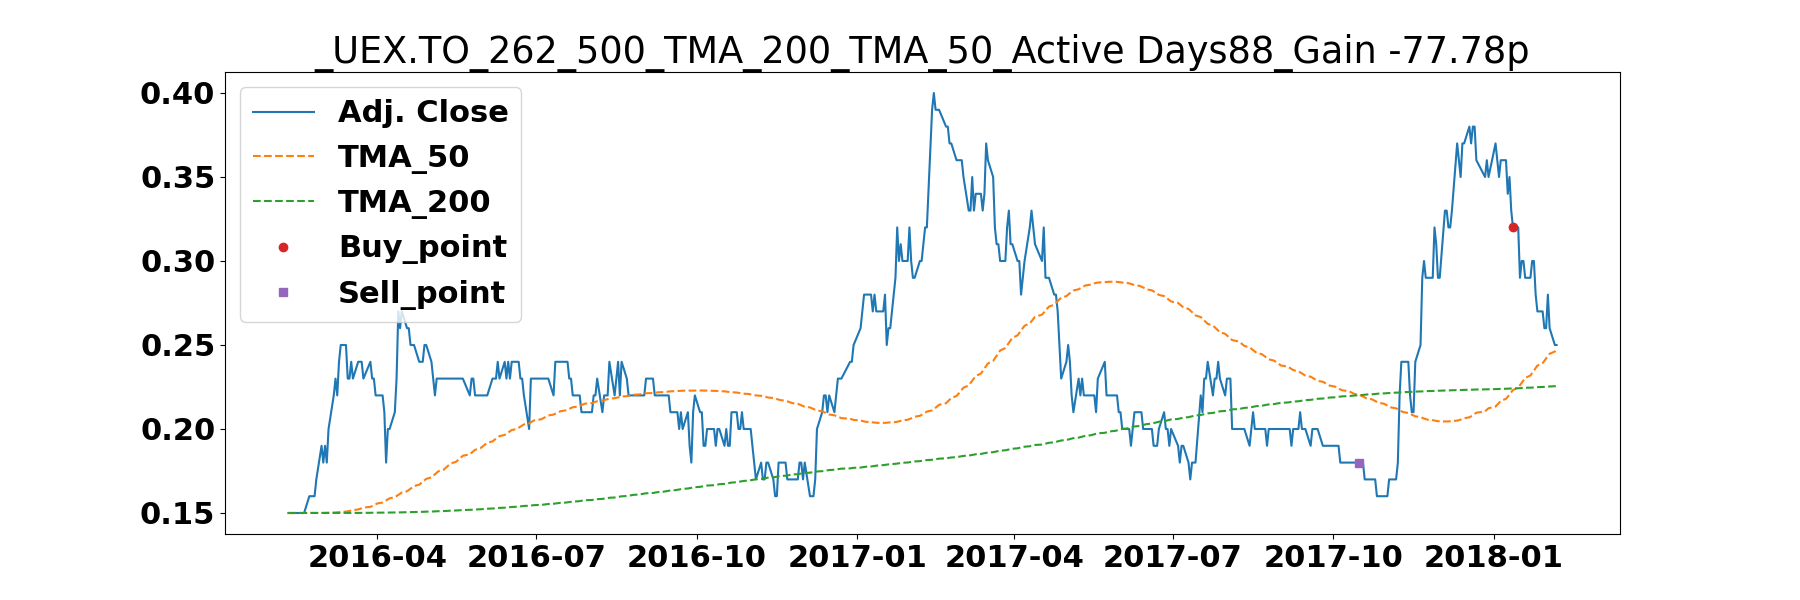 _UEX.TO_262_500_TMA_200_TMA_50_Active Days88_Gain -77.78p
0.40
0.35
0.30
0.25
0.20
0.15
Adj. Close
TMA_50
TMA_200
Buy_point
Sell_point
2016-04 2016-07 2016-10 2017-01 2017-04 2017-07 2017-10 2018-01